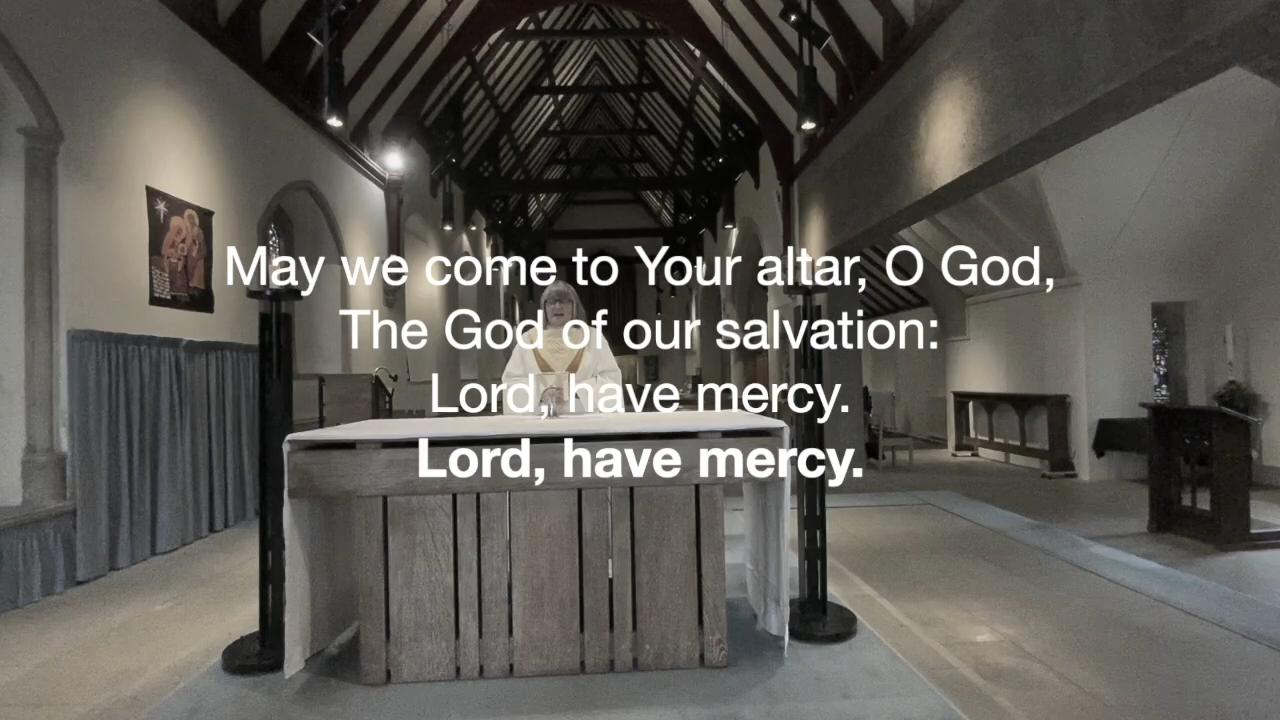 May we come to Your altar, O God,
The God of our salvation:
Lord, have mercy.
Lord, have mercy.